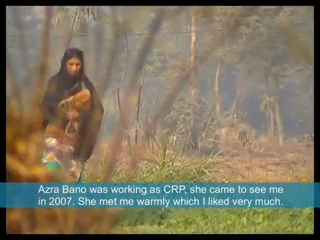 Azra Bano was working as CRP, she came to see me
in 2007. She met me warmly which I liked very much.